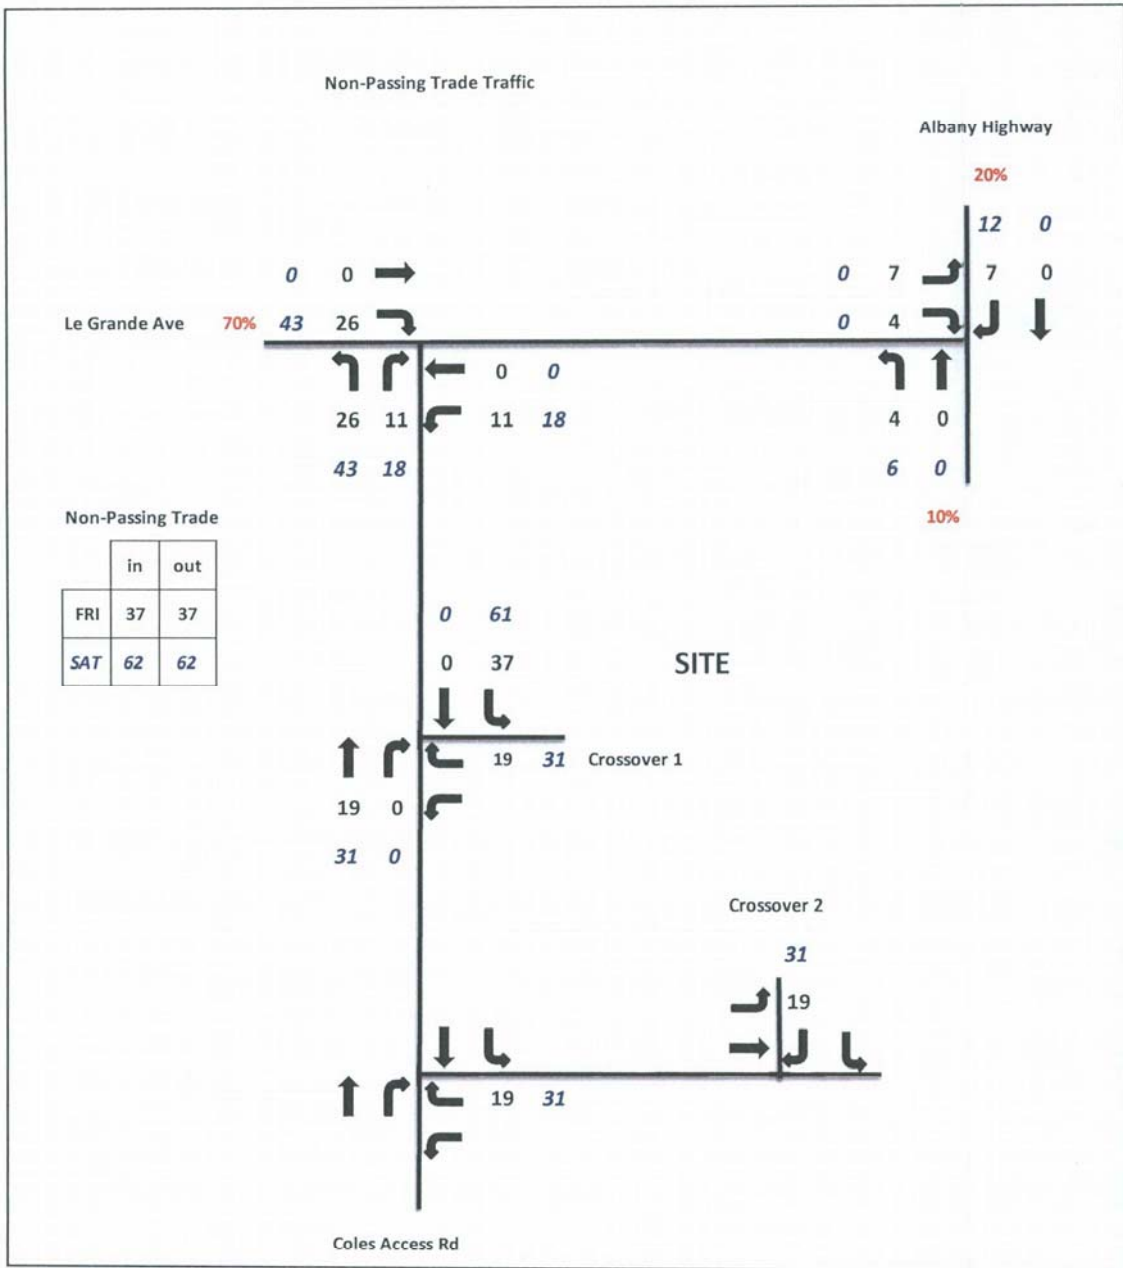 Non-Passing Trade Traffic
Albany Highway
20%
12 0
0 0
0 7
7 0
Le Grande Ave 70% 43 26
0 4
0 0
26 11
11 18
4 0
43 18
6 0
10%
Non-Passing Trade
in out
FRI 37 37
SAT 62 62
0 61
0 37
SITE
19 31 Crossover 1
19 0
31 0
Crossover 2
31
19
19 31
Coles Access Rd